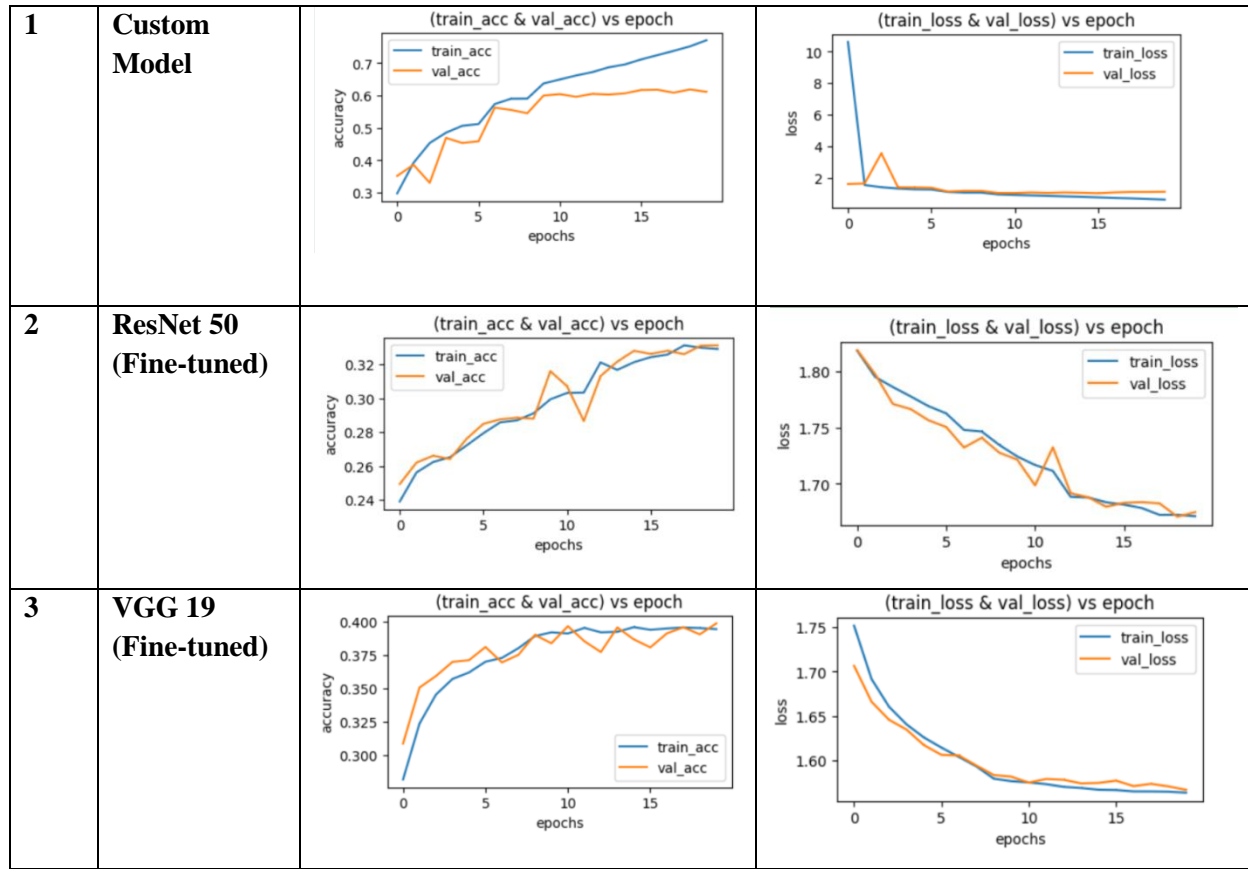 1
Custom
Model
(train_acc & val_acc) vs epoch
train_acc
val_acc
accuracy
0.7
0.6
0.5
0.4
0.3
0
5
10
15
epochs
(train_loss & val_loss) vs epoch
train_loss
val_loss
loss
10
8
6
4
2
0
5
10
15
epochs
2
ResNet 50
(Fine-tuned)
(train_acc & val_acc) vs epoch
train_acc
val_acc
accuracy
0.32
0.30
0.28
0.26
0.24
0
5
10
15
epochs
(train_loss & val_loss) vs epoch
train_loss
val_loss
loss
1.80
1.75
1.70
0
5
10
15
epochs
3
VGG 19
(Fine-tuned)
(train_acc & val_acc) vs epoch
accuracy
0.400
0.375
0.350
0.325
0.300
train_acc
val_acc
0
5
10
15
epochs
(train_loss & val_loss) vs epoch
train_loss
val_loss
loss
1.75
1.70
1.65
1.60
0
5
10
15
epochs